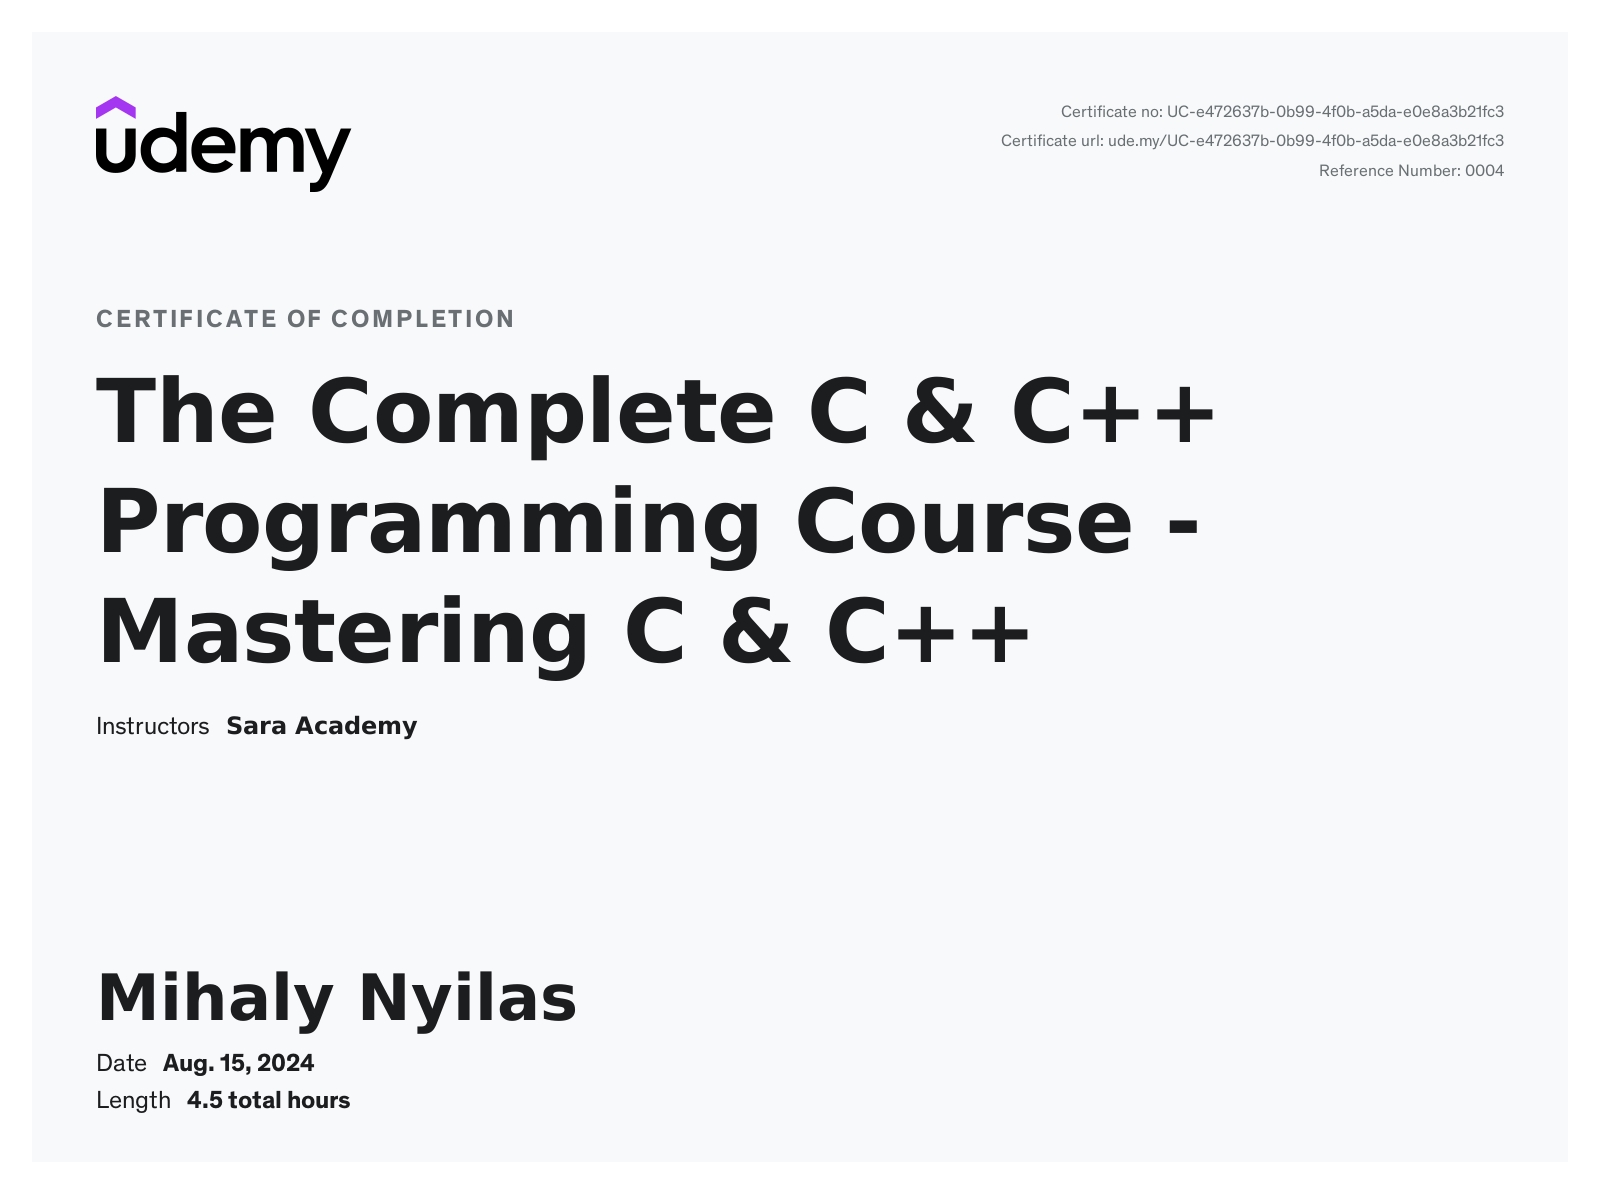 udemy
Certificate no: UC-e472637b-0b99-4f0b-a5da-e0e8a3b21fc3
Certificate url: ude.my/UC-e472637b-0b99-4f0b-a5da-e0e8a3b21fc3
Reference Number: 0004
CERTIFICATE OF COMPLETION
The Complete C & C++
Programming Course -
Mastering C & C++
Instructors Sara Academy
Mihaly Nyilas
Date Aug. 15, 2024
Length 4.5 total hours